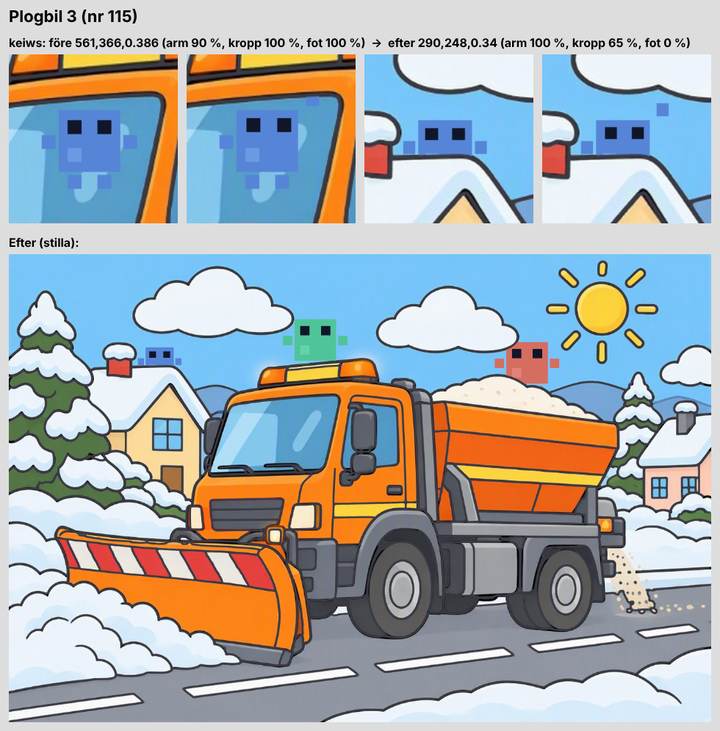 Plogbil 3 (nr 115)
keiws: före 561,366,0.386 (arm 90 %, kropp 100 %, fot 100 %) → efter 290,248,0.34 (arm 100 %, kropp 65 %, fot 0 %)
Efter (stilla):